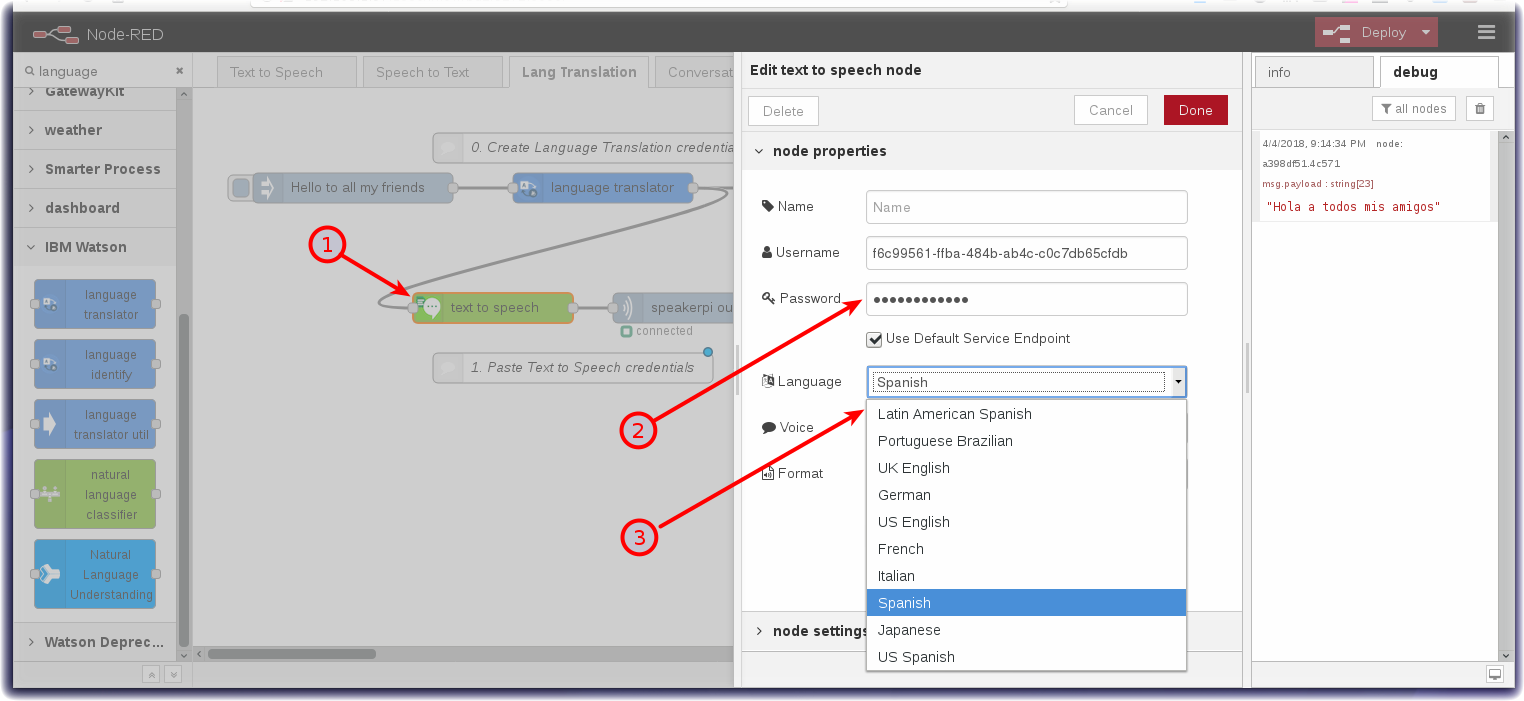 Node-RED
Deploy
language
GatewayKit
weather
Smarter Process
dashboard
IBM Watson
language
translator
language
identify
language
translator util
natural
language
classifier
Natural
Language
Understanding
Watson Deprec...
Text to Speech
Speech to Text
Lang Translation
Conversat
0. Create Language Translation credentia
Hello to all my friends
language translator
1
text to speech
speakerpi ou
connected
1. Paste Text to Speech credentials
2
3
Edit text to speech node
Delete
Cancel
Done
node properties
Name
Name
Username
f6c99561-ffba-484b-ab4c-c0c7db65cfdb
Password
••••••••••••
Use Default Service Endpoint
Language
Spanish
Voice
Format
Latin American Spanish
Portuguese Brazilian
UK English
German
US English
French
Italian
Spanish
Japanese
US Spanish
node settings
info
debug
all nodes
4/4/2018, 9:14:34 PM node:
a398df51.4c571
msg.payload : string[23]
"Hola a todos mis amigos"